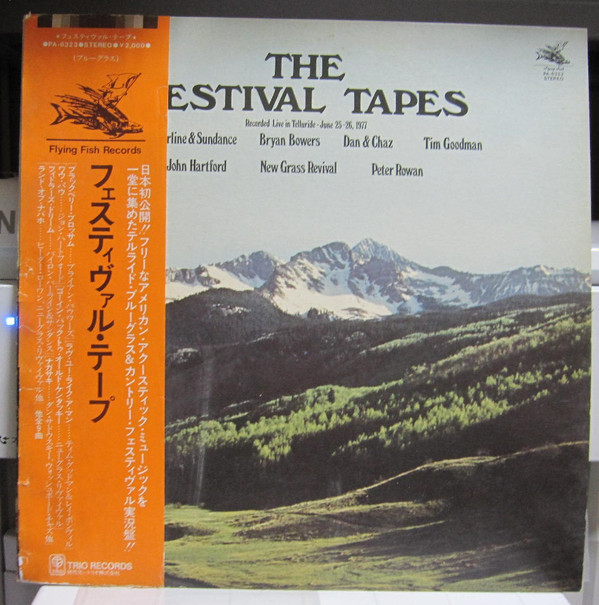 *フェスティヴァル・テープ*
●PA-6323●STEREO●¥2,000●
《ブルーグラス》
Flying Fish Records
日本初公開!!フリーなアメリカン・アクースティック・ミュージックを
一堂に集めたテルライド・ブルーグラス&カントリー・フェスティヴァル実況盤!!
フェスティヴァル・テープ
TRIO RECORDS
THE
ESTIVAL TAPES
Recorded Live in Telluride - June 25-26, 1977
rline & Sundance Bryan Bowers Dan & Chaz Tim Goodman
John Hartford New Grass Revival Peter Rowan
Flying Fish
PA-6323
STEREO
N